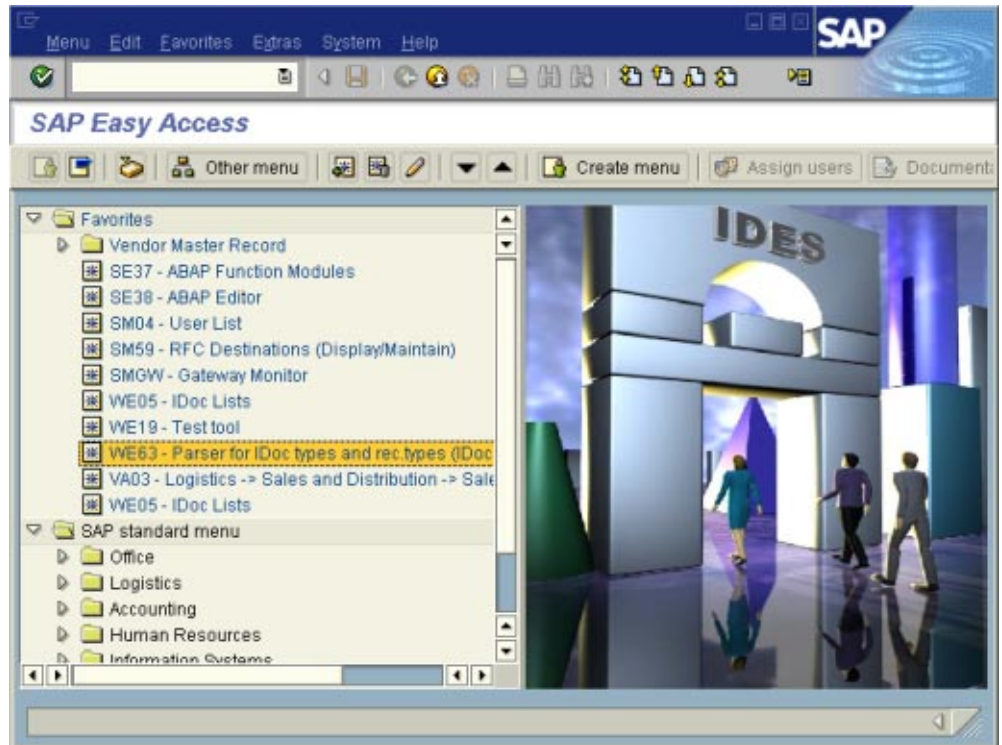 Menu Edit Favorites Extras System Help
SAP
SAP Easy Access
Other menu Create menu Assign users Documenta
Favorites
Vendor Master Record
SE37 - ABAP Function Modules
SE38 - ABAP Editor
SM04 - User List
SM59 - RFC Destinations (Display/Maintain)
SMGW - Gateway Monitor
WE05 - IDoc Lists
WE19 - Test tool
WE63 - Parser for IDoc types and rec.types (IDoc
VA03 - Logistics -> Sales and Distribution -> Sale
WE05 - IDoc Lists
SAP standard menu
Office
Logistics
Accounting
Human Resources
Information Systems
IDES